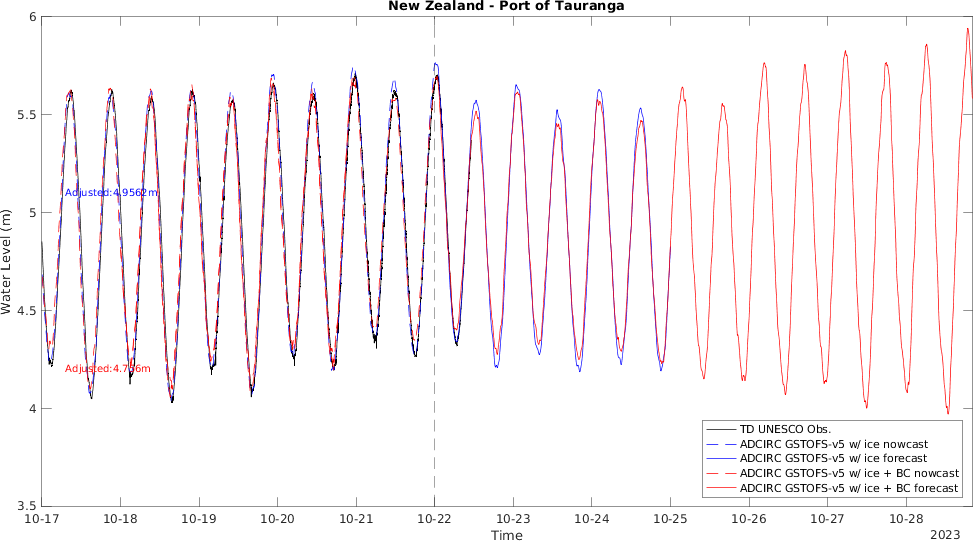 New Zealand - Port of Tauranga
6
5.5
5
4.5
4
3.5
Water Level (m)
Adjusted:4.9562m
Adjusted:4.756m
TD UNESCO Obs.
ADCIRC GSTOFS-v5 w/ ice nowcast
ADCIRC GSTOFS-v5 w/ ice forecast
ADCIRC GSTOFS-v5 w/ ice + BC nowcast
ADCIRC GSTOFS-v5 w/ ice + BC forecast
10-17 10-18 10-19 10-20 10-21 10-22 10-23 10-24 10-25 10-26 10-27 10-28
Time
2023